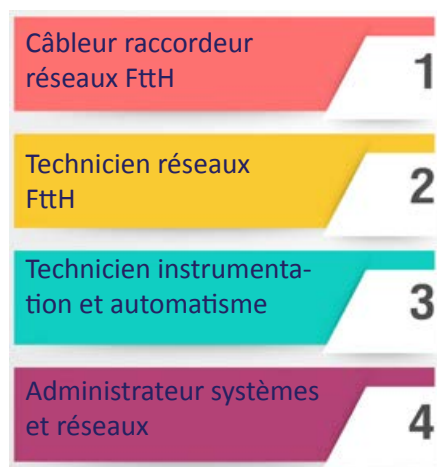 Câbleur raccordeur
réseaux FttH
1
Technicien réseaux
FttH
2
Technicien instrumenta-
tion et automatisme
3
Administrateur systèmes
et réseaux
4